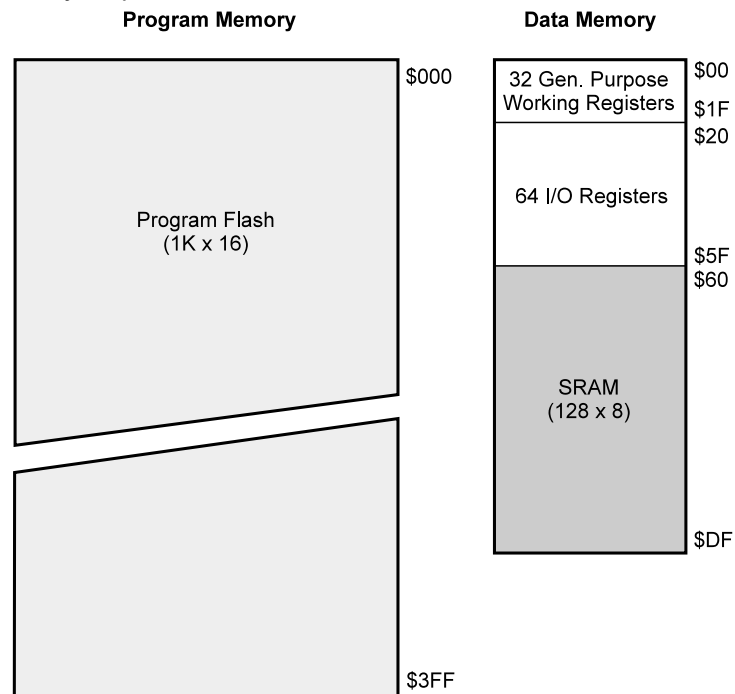 Program Memory
$000
Program Flash
(1K x 16)
$3FF
Data Memory
32 Gen. Purpose
Working Registers
$00
$1F
$20
64 I/O Registers
$5F
$60
SRAM
(128 x 8)
$DF